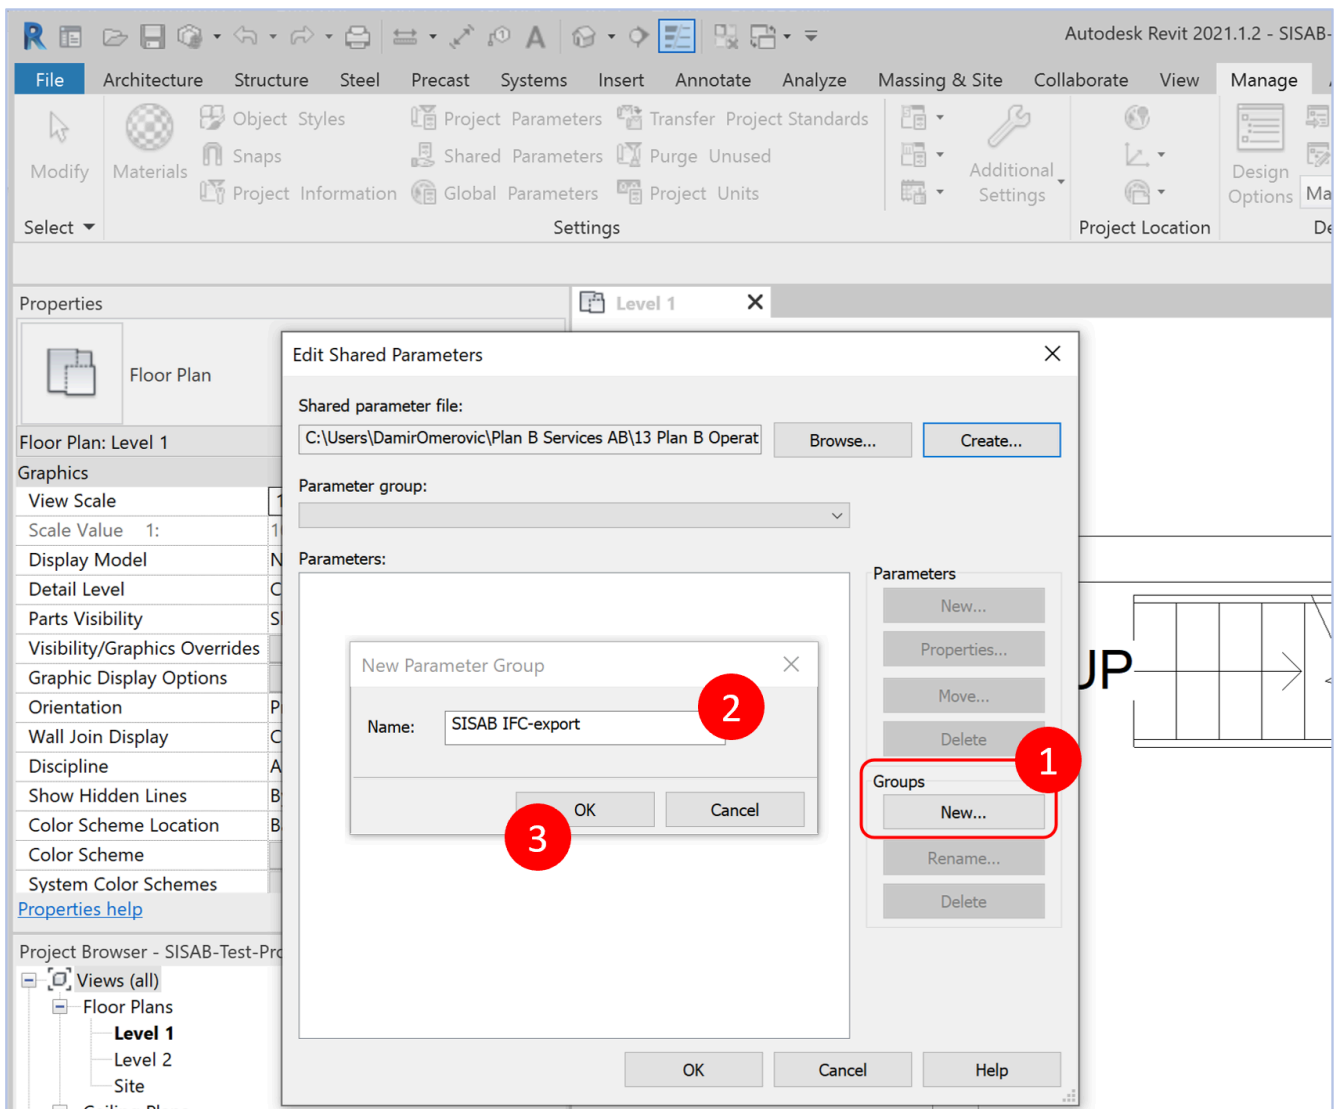 Autodesk Revit 2021.1.2 - SISAB-
File Architecture Structure Steel Precast Systems Insert Annotate Analyze Massing & Site Collaborate View Manage
Modify
Materials
Object Styles
Snaps
Project Information
Project Parameters
Shared Parameters
Global Parameters
Transfer Project Standards
Purge Unused
Project Units
Additional
Settings
Design
Options
Ma
Select
Settings
Project Location
De
Properties
Level 1
Floor Plan
Floor Plan: Level 1
Graphics
View Scale
Scale Value 1:
Display Model
Detail Level
Parts Visibility
Visibility/Graphics Overrides
Graphic Display Options
Orientation
Wall Join Display
Discipline
Show Hidden Lines
Color Scheme Location
Color Scheme
System Color Schemes
Properties help
Project Browser - SISAB-Test-Pro
Views (all)
Floor Plans
Level 1
Level 2
Site
Edit Shared Parameters
Shared parameter file:
C:\Users\DamirOmerovic\Plan B Services AB\13 Plan B Operat
Browse...
Create...
Parameter group:
Parameters:
Parameters
New...
Properties...
Move...
Delete
1
Groups
New...
Rename...
Delete
New Parameter Group
2
Name:
SISAB IFC-export
OK
Cancel
3
OK
Cancel
Help
UP